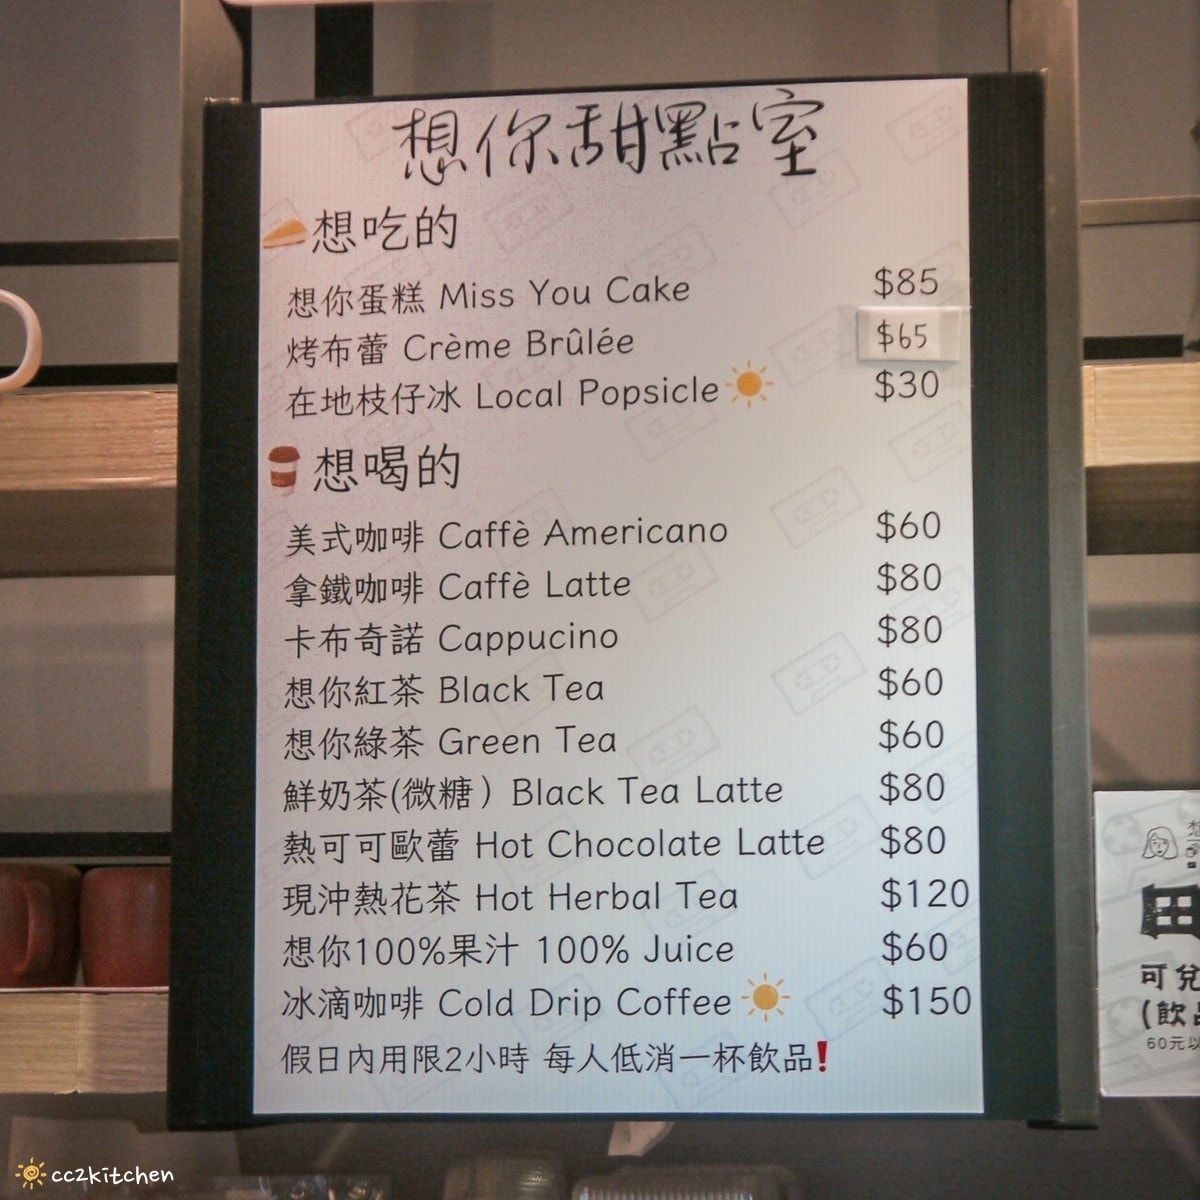 想你甜點室
想吃的
想你蛋糕 Miss You Cake $85
烤布蕾 Crème Brûlée $65
在地枝仔冰 Local Popsicle $30
想喝的
美式咖啡 Caffè Americano $60
拿鐵咖啡 Caffè Latte $80
卡布奇諾 Cappucino $80
想你紅茶 Black Tea $60
想你綠茶 Green Tea $60
鮮奶茶(微糖） Black Tea Latte $80
熱可可歐蕾 Hot Chocolate Latte $80
現沖熱花茶 Hot Herbal Tea $120
想你100%果汁 100% Juice $60
冰滴咖啡 Cold Drip Coffee $150
假日內用限2小時 每人低消一杯飲品❗
可兌
(飲品
60元以
cc2kitchen